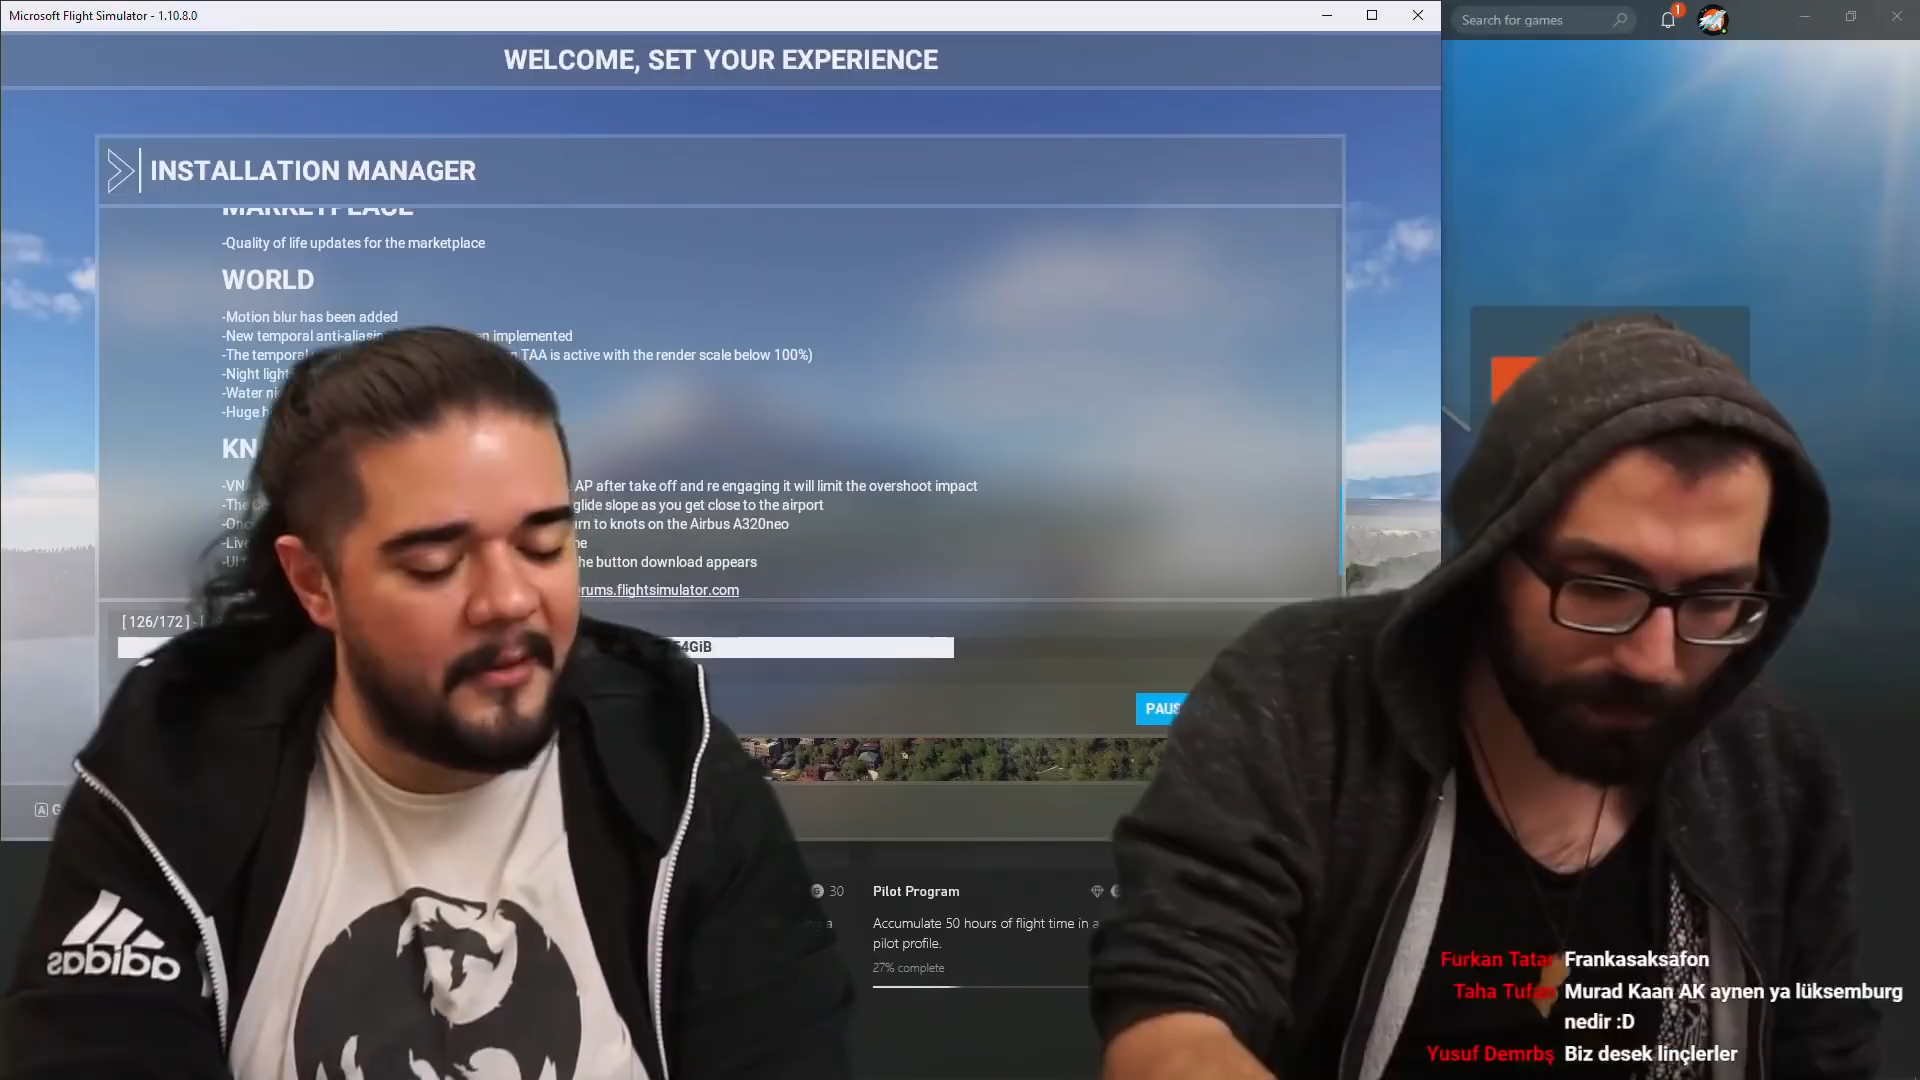 Microsoft Flight Simulator - 1.10.8.0
Search for games
1
WELCOME, SET YOUR EXPERIENCE
INSTALLATION MANAGER
MARKETPLACE
-Quality of life updates for the marketplace
WORLD
-Motion blur has been added
-New temporal anti-aliasing implemented
-The temporal TAA is active with the render scale below 100%)
-Night light
-Water
-Huge
AP after take off and re engaging it will limit the overshoot impact
-The glide slope as you get close to the airport
to knots on the Airbus A320neo
the button download appears
rums.flightsimulator.com
[ 126/172 ] - [
4GiB
PAUS
A G
adidas
G 30
Pilot Program
Accumulate 50 hours of flight time in a
pilot profile.
27% complete
Furkan Tatar Frankasaksafon
Taha Tufan Murad Kaan AK aynen ya lüksemburg
nedir :D
Yusuf Demrbş Biz desek linçlerler